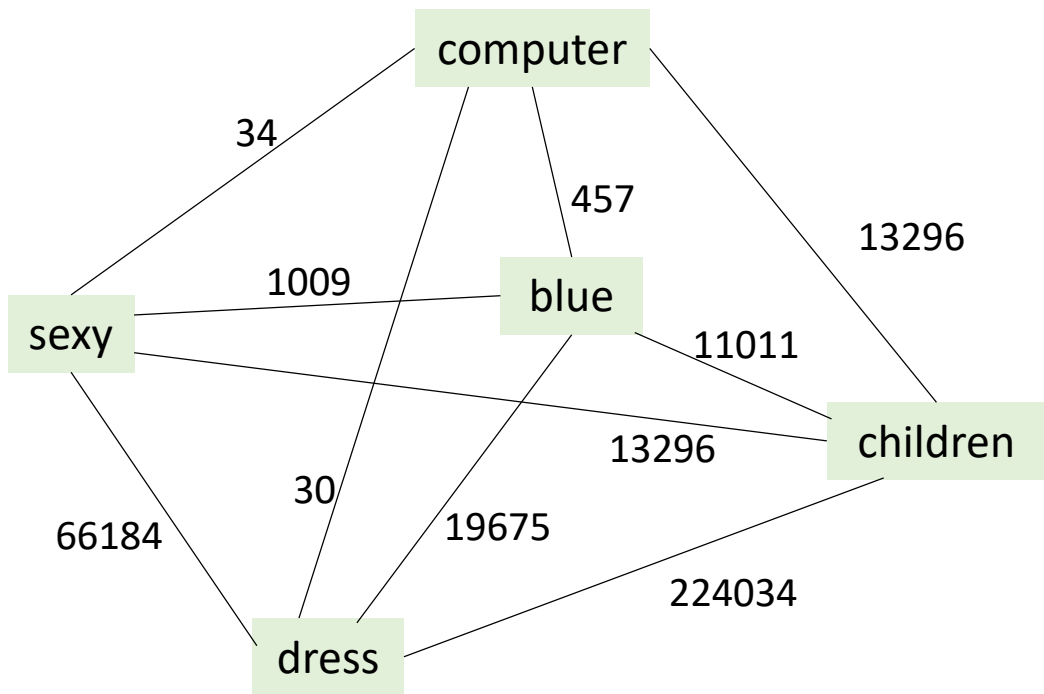 computer
34
457
13296
1009
blue
sexy
11011
children
13296
30
19675
66184
224034
dress